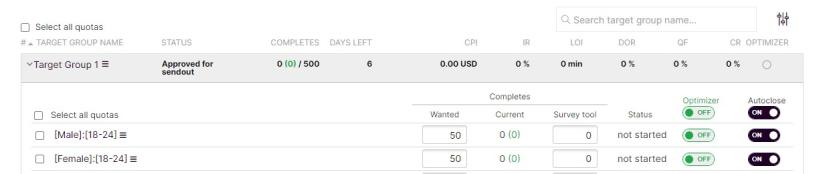 Search target group name...
Select all quotas
# TARGET GROUP NAME STATUS COMPLETES DAYS LEFT CPI IR LOI DOR QF CR OPTIMIZER
Target Group 1 Approved for sendout 0 (0) / 500 6 0.00 USD 0 % 0 min 0 % 0 % 0 %
Completes
Optimizer Autoclose
Select all quotas Wanted Current Survey tool Status OFF ON
[Male]:[18-24] 50 0 (0) 0 not started OFF ON
[Female]:[18-24] 50 0 (0) 0 not started OFF ON